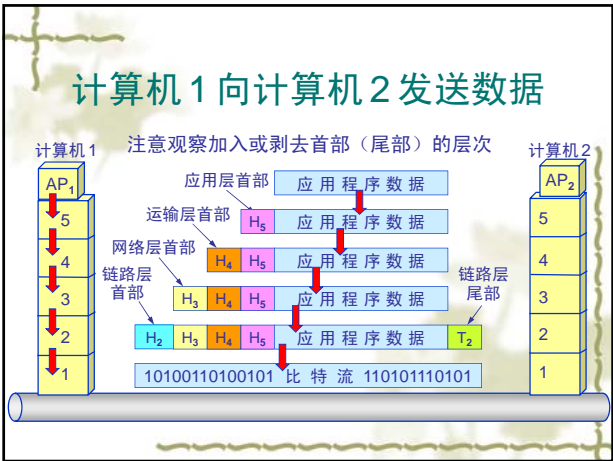 计算机1向计算机2发送数据
注意观察加入或剥去首部（尾部）的层次
计算机1
计算机2
AP1
应用层首部
应用程序数据
AP2
5
运输层首部
H5 应用程序数据
5
4
网络层首部
H4 H5 应用程序数据
4
3
链路层
首部
H3 H4 H5 应用程序数据
链路层
尾部
3
2
H2 H3 H4 H5 应用程序数据 T2
2
1
10100110100101 比特流 110101110101
1